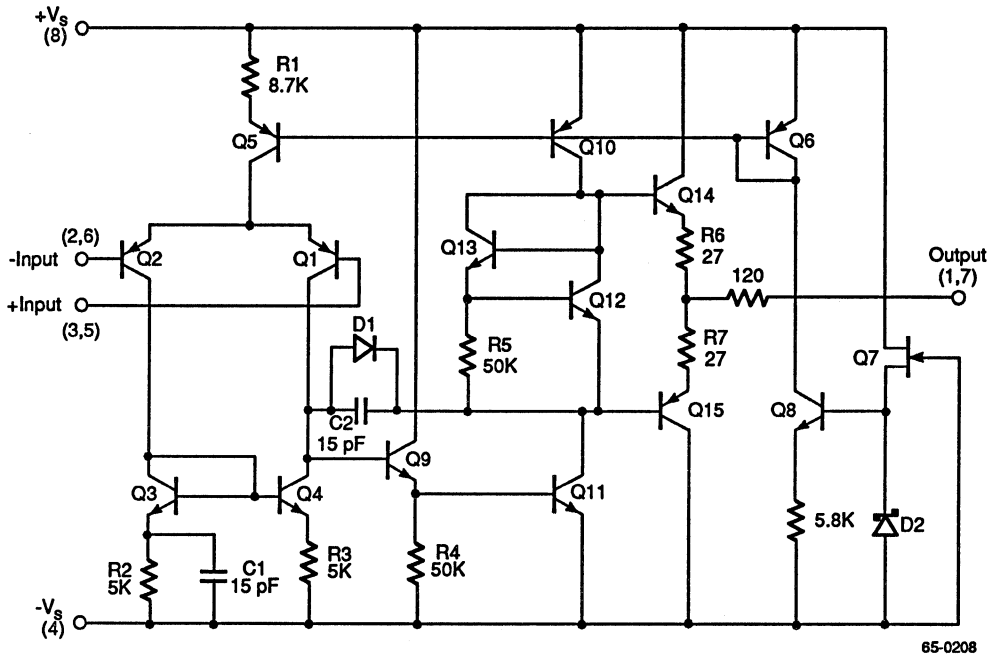 +Vs
(8)
R1
8.7K
Q5
Q10
Q6
Q14
(2,6)
-Input
Q2
Q1
Q13
R6
27
120
Output
(1,7)
+Input
(3,5)
Q12
D1
R5
50K
R7
27
Q7
C2
15 pF
Q15
Q8
Q9
Q3
Q4
Q11
5.8K
D2
R2
5K
C1
15 pF
R3
5K
R4
50K
-Vs
(4)
65-0208